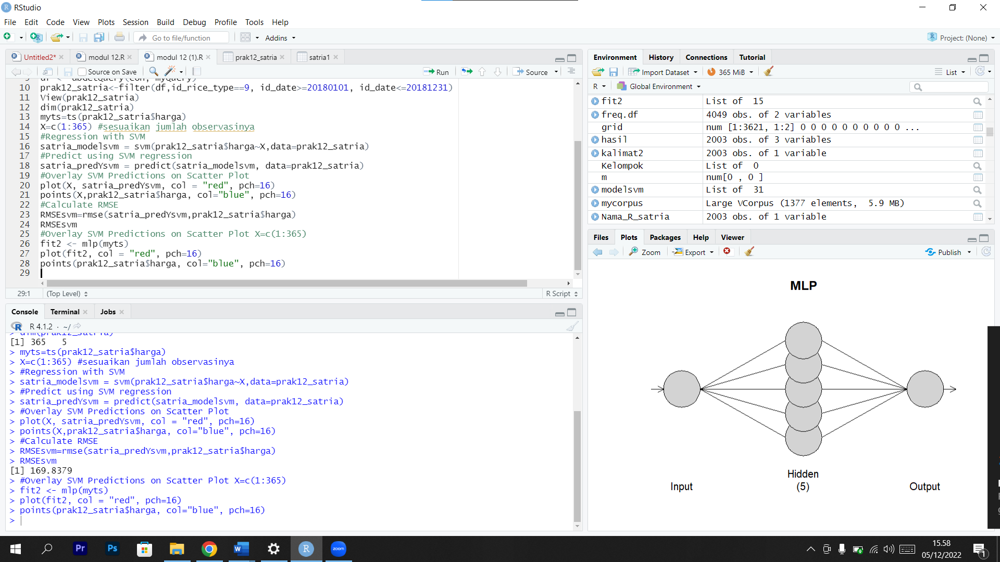 RStudio
File Edit Code View Plots Session Build Debug Profile Tools Help
Go to file/function
Addins
Project: (None)
Untitled2*
modul 12.R
modul 12 (1).R
prak12_satria
satria1
Source on Save
Run
Source
10 prak12_satria<-filter(df,id_rice_type==9, id_date>=20180101, id_date<=20181231)
11 View(prak12_satria)
12 dim(prak12_satria)
13 myts=ts(prak12_satria$harga)
14 X=c(1:365) #sesuaikan jumlah observasinya
15 #Regression with SVM
16 satria_modelsvm = svm(prak12_satria$harga~X,data=prak12_satria)
17 #Predict using SVM regression
18 satria_predYsvm = predict(satria_modelsvm, data=prak12_satria)
19 #Overlay SVM Predictions on Scatter Plot
20 plot(X, satria_predYsvm, col = "red", pch=16)
21 points(X,prak12_satria$harga, col="blue", pch=16)
22 #Calculate RMSE
23 RMSEsvm=rmse(satria_predYsvm,prak12_satria$harga)
24 RMSEsvm
25 #Overlay SVM Predictions on Scatter Plot X=c(1:365)
26 fit2 <- mlp(myts)
27 plot(fit2, col = "red", pch=16)
28 points(prak12_satria$harga, col="blue", pch=16)
29
29:1 (Top Level)
R Script
Console Terminal Jobs
R 4.1.2 · ~/
> dim(prak12_satria)
[1] 365   5
> myts=ts(prak12_satria$harga)
> X=c(1:365) #sesuaikan jumlah observasinya
> #Regression with SVM
> satria_modelsvm = svm(prak12_satria$harga~X,data=prak12_satria)
> #Predict using SVM regression
> satria_predYsvm = predict(satria_modelsvm, data=prak12_satria)
> #Overlay SVM Predictions on Scatter Plot
> plot(X, satria_predYsvm, col = "red", pch=16)
> points(X,prak12_satria$harga, col="blue", pch=16)
> #Calculate RMSE
> RMSEsvm=rmse(satria_predYsvm,prak12_satria$harga)
> RMSEsvm
[1] 169.8379
> #Overlay SVM Predictions on Scatter Plot X=c(1:365)
> fit2 <- mlp(myts)
> plot(fit2, col = "red", pch=16)
> points(prak12_satria$harga, col="blue", pch=16)
>
Environment History Connections Tutorial
Import Dataset
365 MiB
List
R
Global Environment
fit2 List of 15
freq.df 4049 obs. of 2 variables
grid num [1:3621, 1:2] 0 0 0 0 0 0 0 0 0 0 ...
hasil 2003 obs. of 3 variables
kalimat2 2003 obs. of 1 variable
Kelompok List of 0
m num[0 , 0 ]
modelsvm List of 31
mycorpus Large VCorpus (1377 elements, 5.9 MB)
Nama_R_satria 2003 obs. of 1 variable
Files Plots Packages Help Viewer
Zoom
Export
Publish
MLP
Input
Hidden
(5)
Output
Pr
Ps
W
R
zoom
15.58
05/12/2022
1